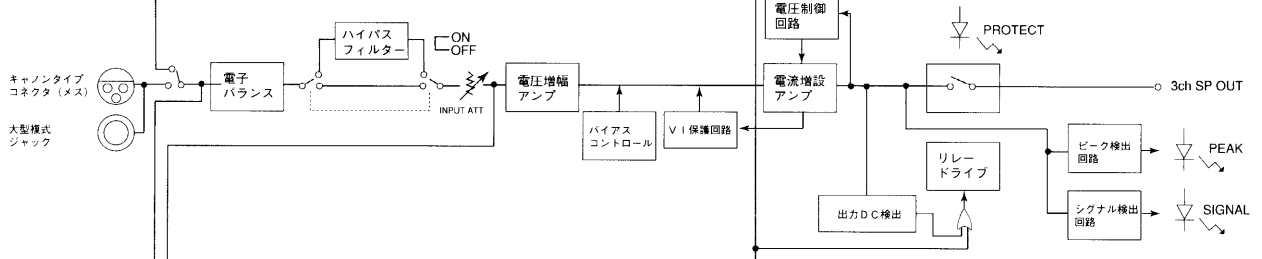 電圧制御
回路
PROTECT
ハイパス
フィルター
ON
OFF
キャノンタイプ
コネクタ（メス）
電子
バランス
INPUT ATT
電圧増幅
アンプ
電流増設
アンプ
3ch SP OUT
大型複式
ジャック
バイアス
コントロール
ＶＩ保護回路
リレー
ドライブ
ピーク検出
回路
PEAK
出力ＤＣ検出
シグナル検出
回路
SIGNAL